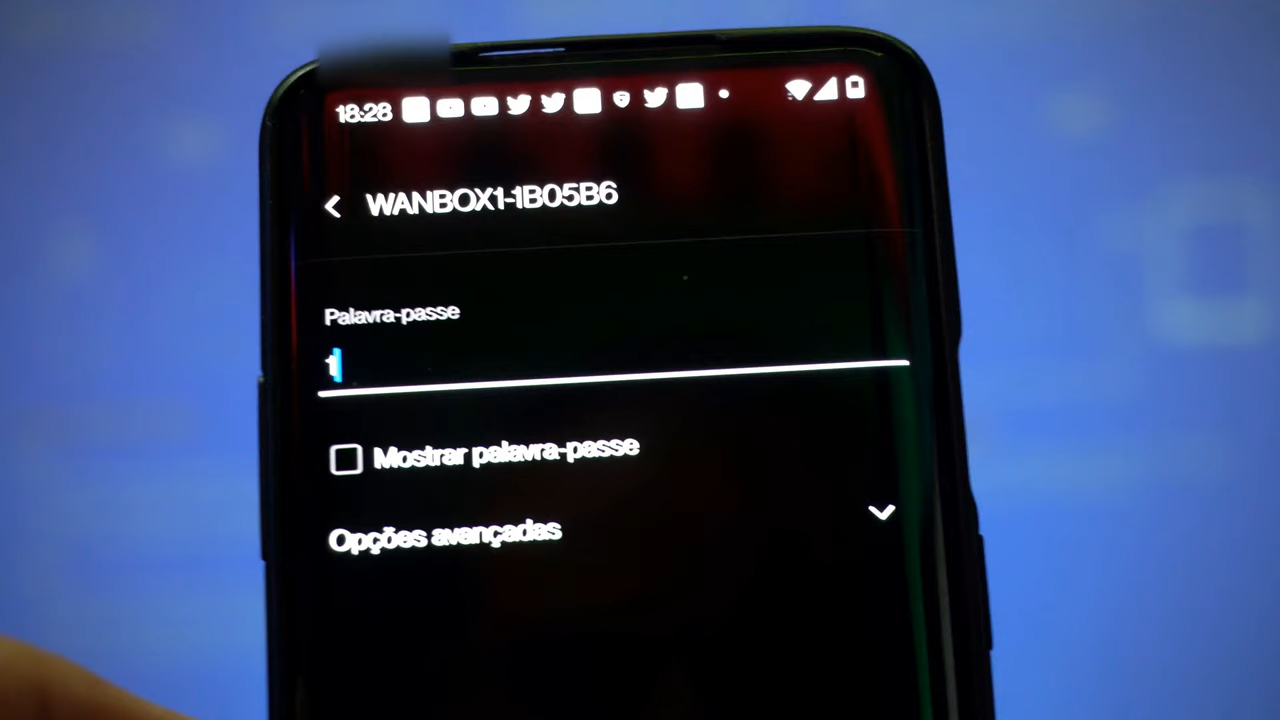 18:28
WANBOX1-1B05B6
Palavra-passe
1
Mostrar palavra-passe
Opções avançadas